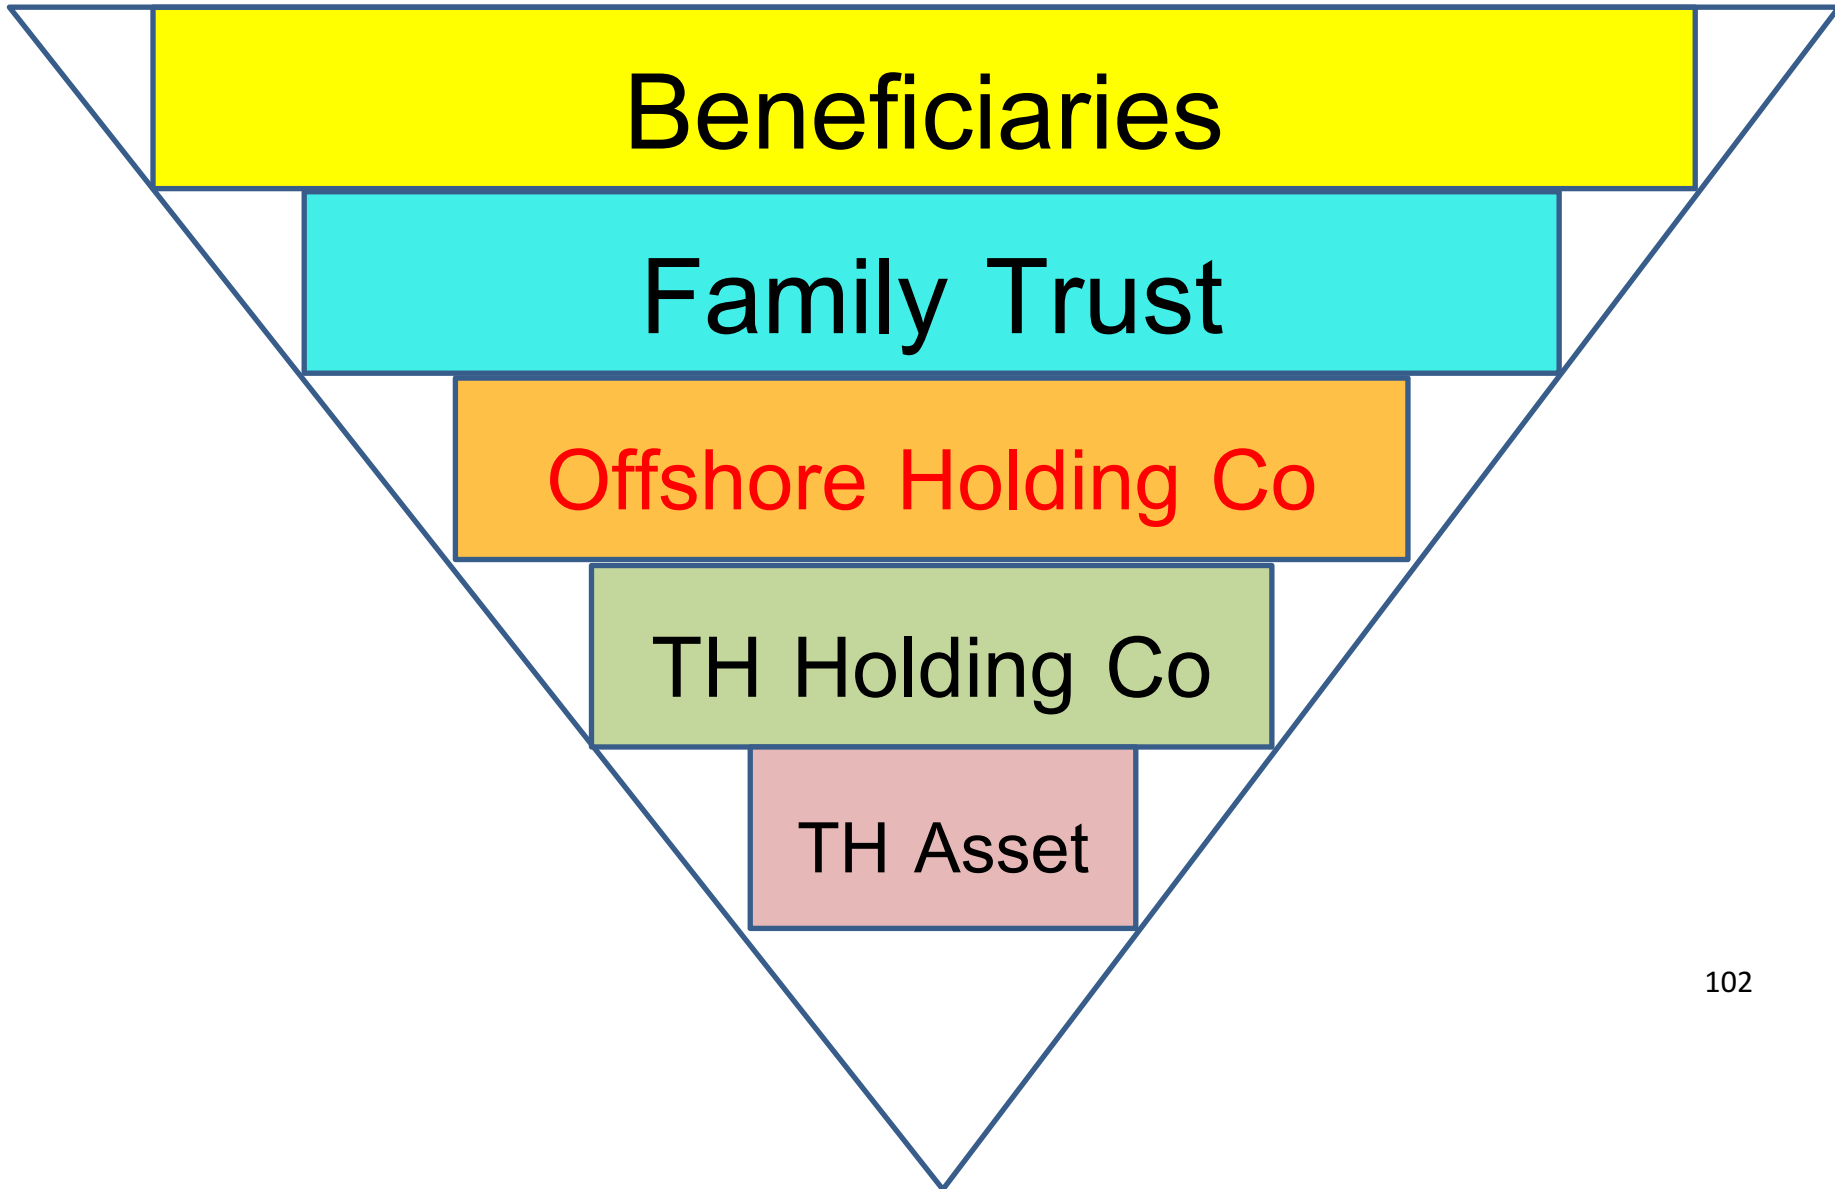 Beneficiaries
Family Trust
Offshore Holding Co
TH Holding Co
TH Asset
102